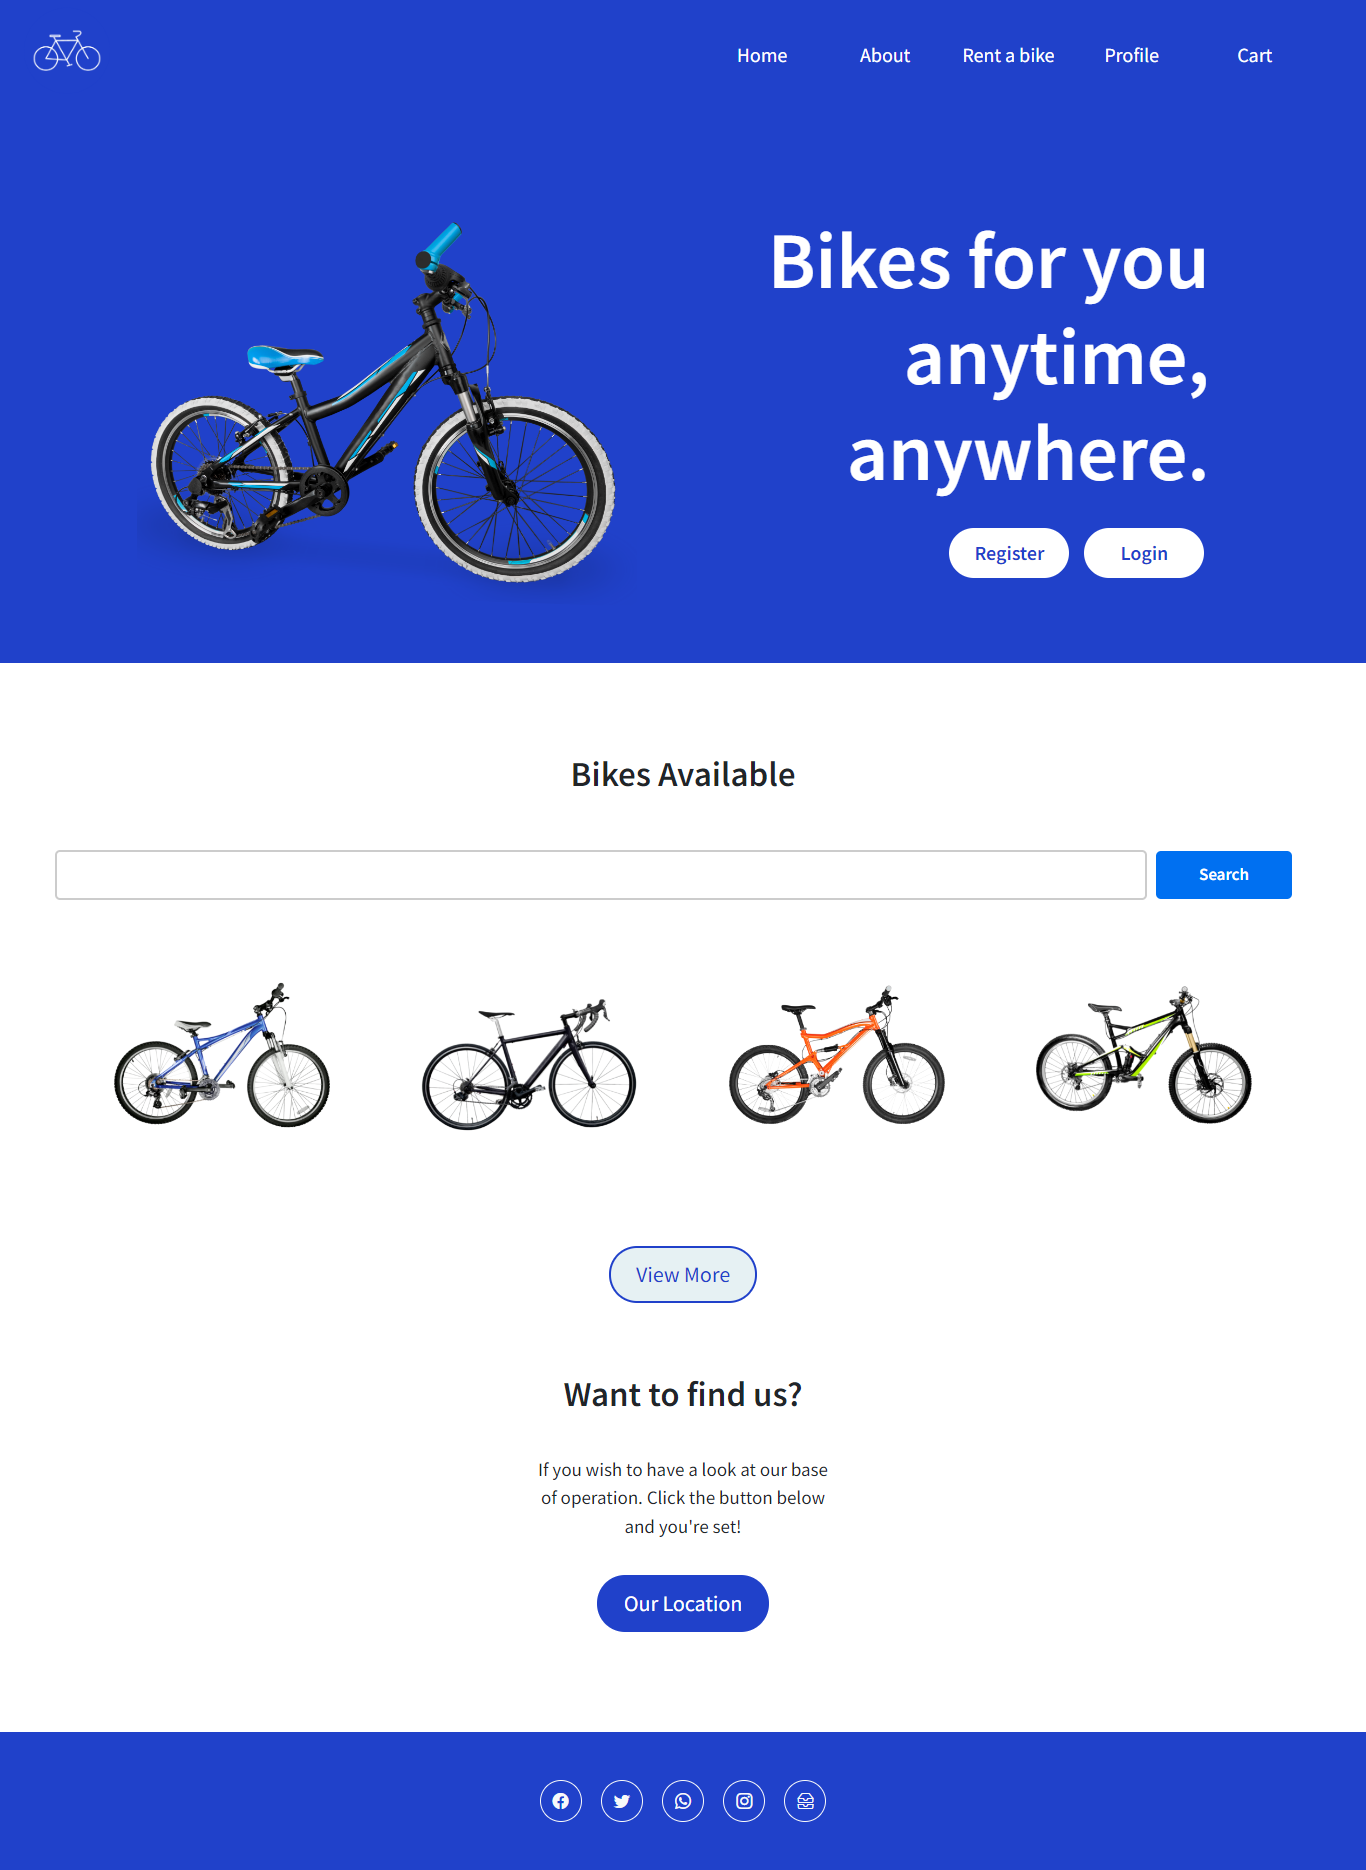 Home About Rent a bike Profile Cart
Bikes for you
anytime,
anywhere.
Register Login
Bikes Available
Search
View More
Want to find us?
If you wish to have a look at our base
of operation. Click the button below
and you're set!
Our Location